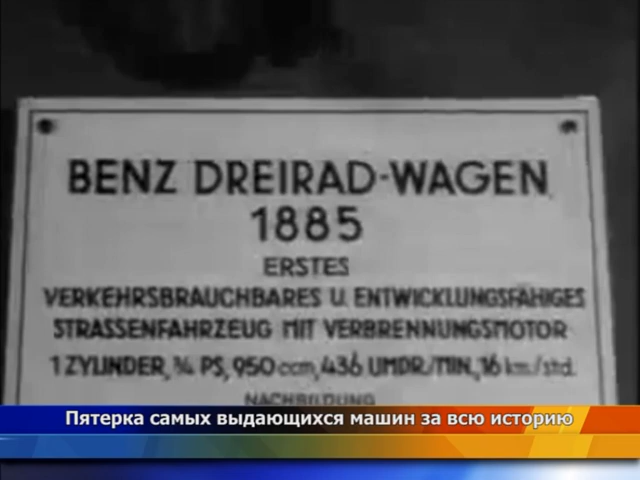 BENZ DREIRAD-WAGEN
1885
ERSTES
VERKEHRSBRAUCHBARES U. ENTWICKLUNGSFÄHIGES
STRASSENFAHRZEUG MIT VERBRENNUNGSMOTOR
1 ZYLINDER, ¾ PS, 950 ccm, 436 UMDR/MIN, 16 km/std.
NACHBILDUNG
Пятерка самых выдающихся машин за всю историю